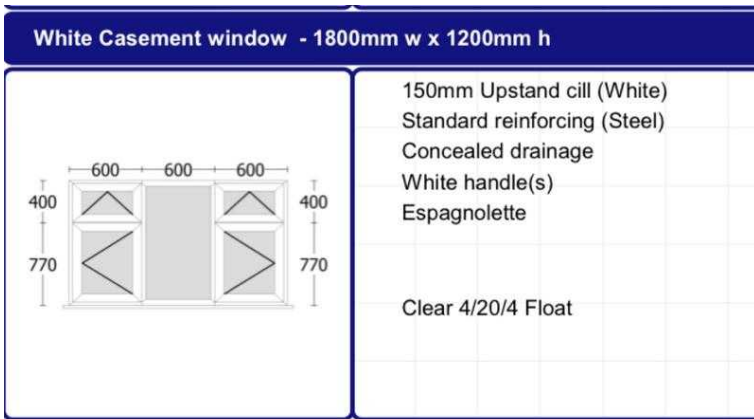 White Casement window - 1800mm w x 1200mm h
150mm Upstand cill (White)
Standard reinforcing (Steel)
Concealed drainage
White handle(s)
Espagnolette
Clear 4/20/4 Float
600 600 600
400 400
770 770